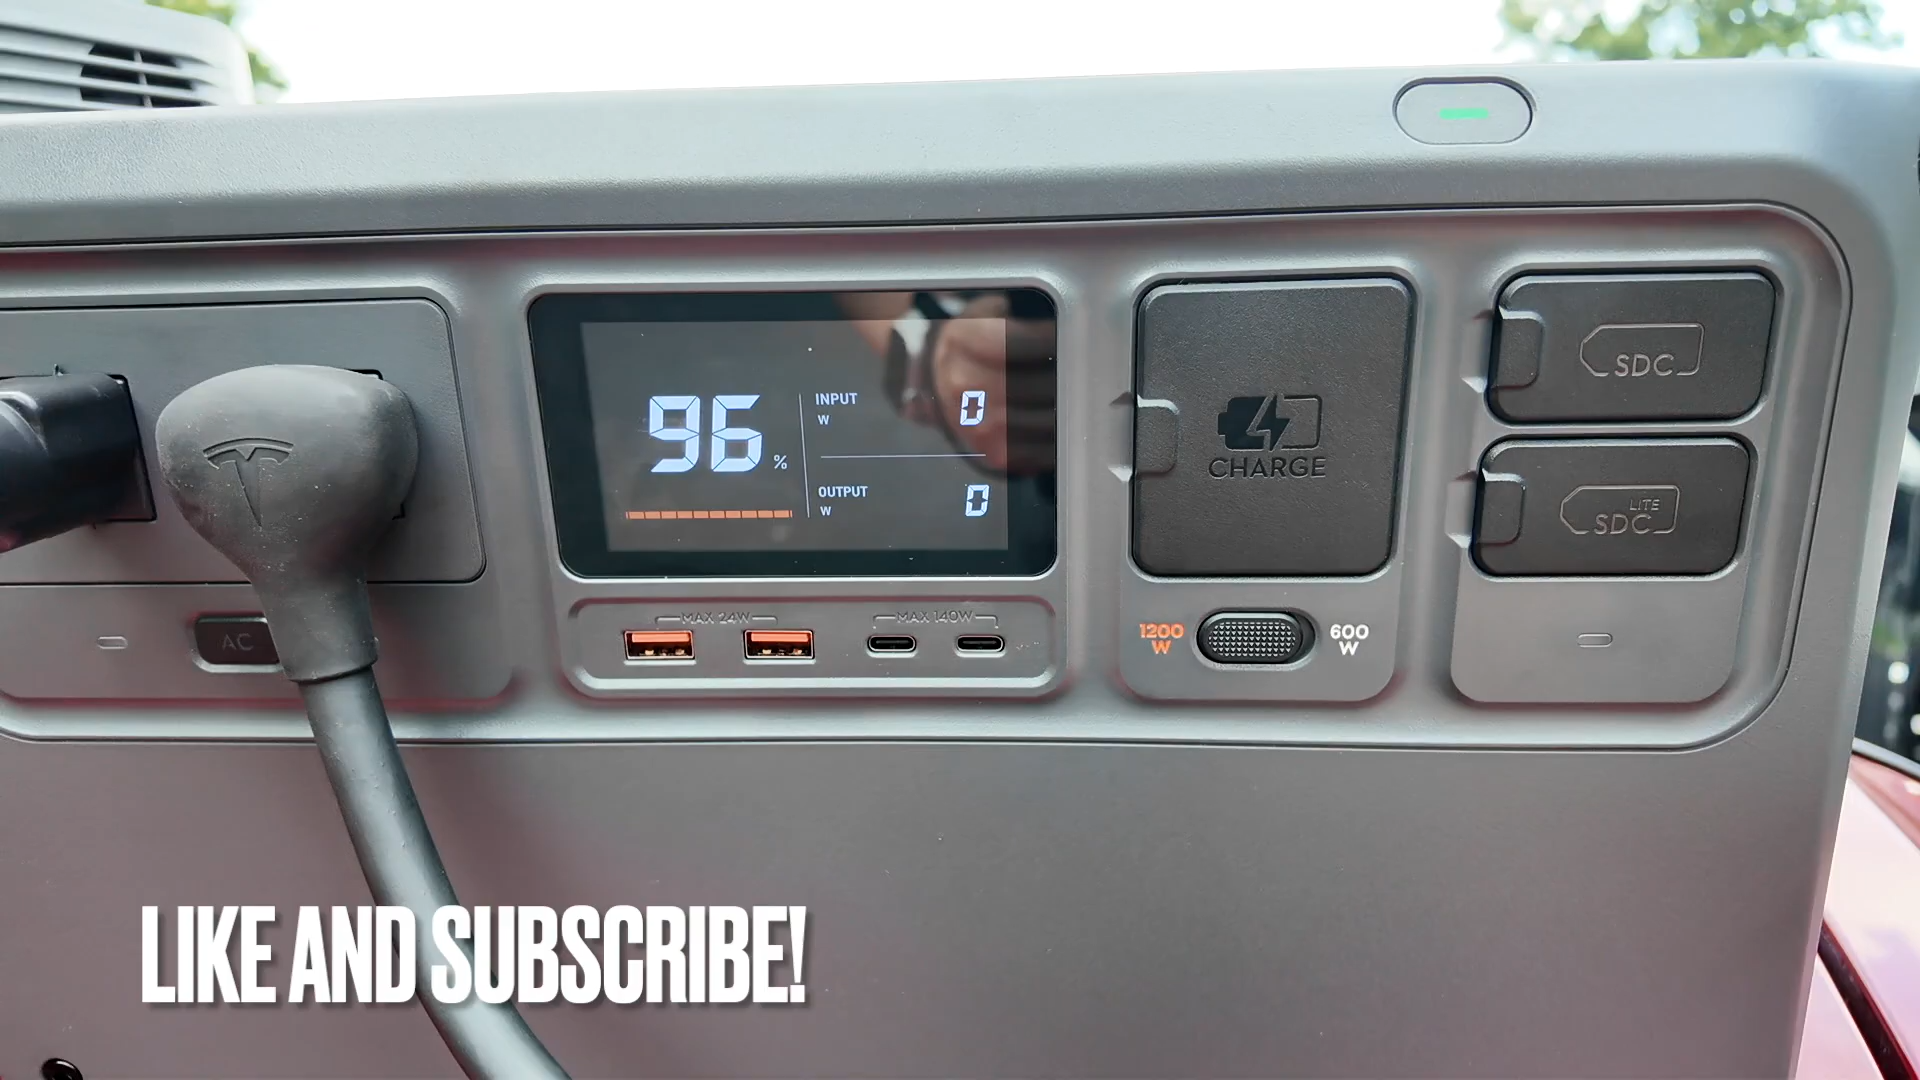 96 %
INPUT
W
0
OUTPUT
W
0
CHARGE
SDC
LITE
SDC
MAX 24W
MAX 140W
AC
1200
W
600
W
LIKE AND SUBSCRIBE!